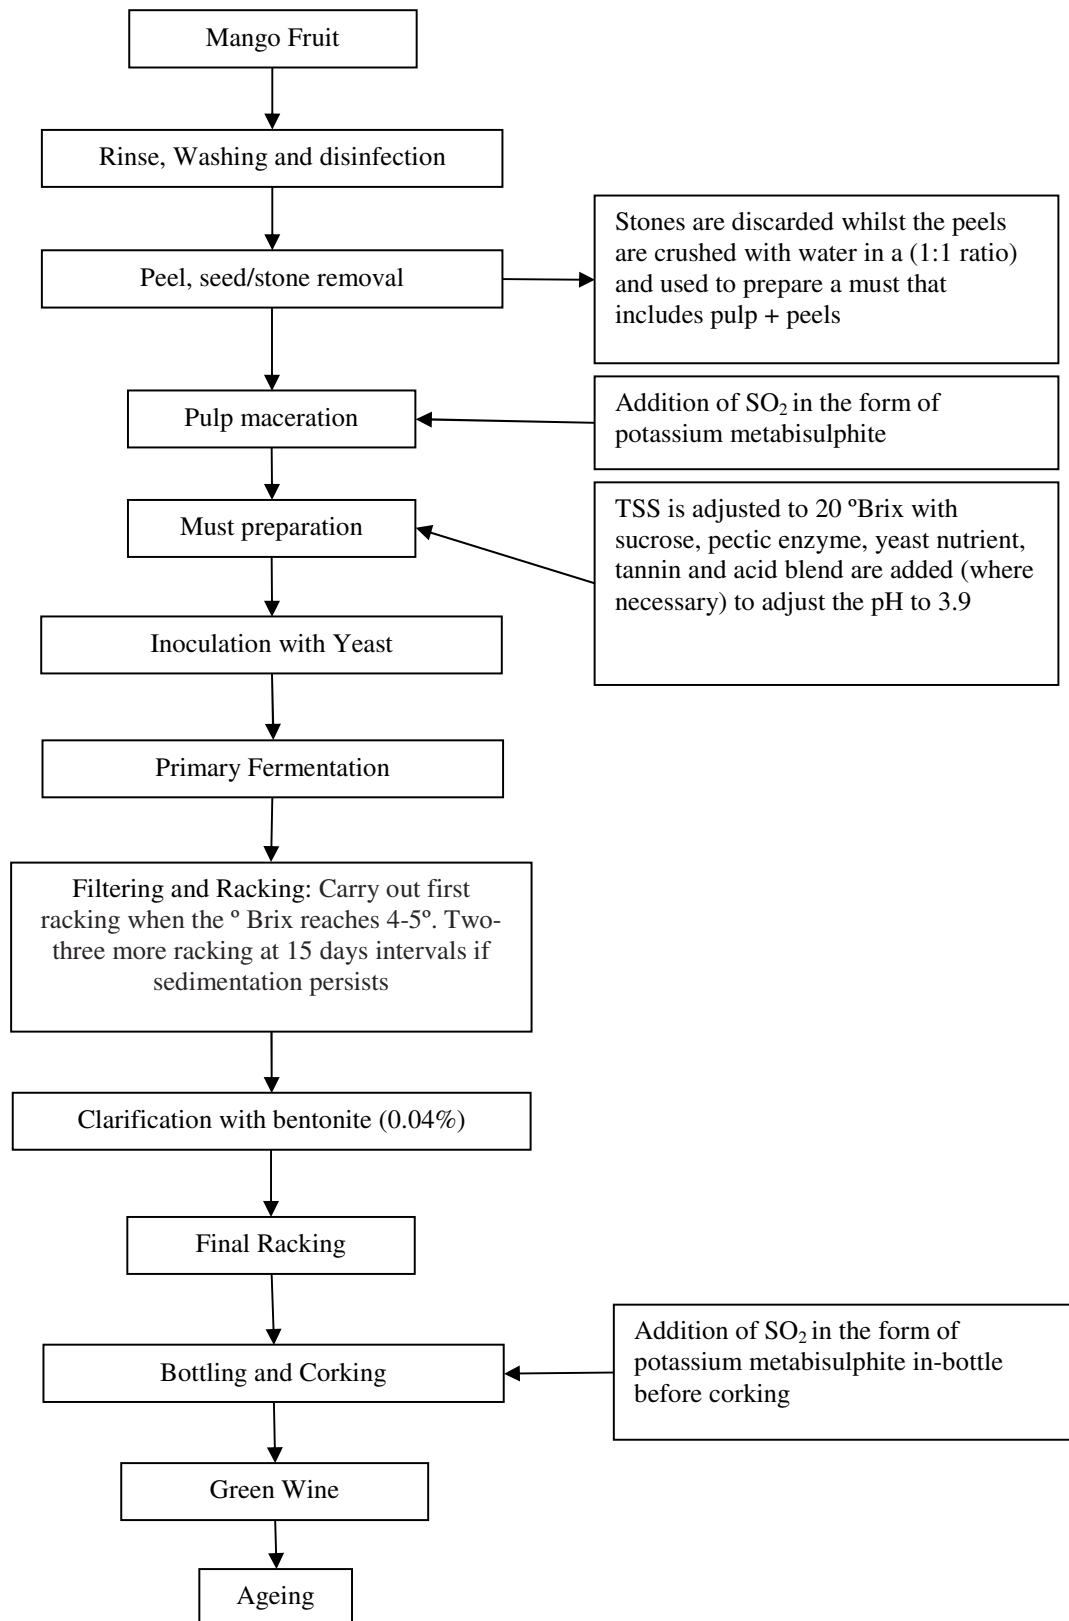 Mango Fruit
Rinse, Washing and disinfection
Peel, seed/stone removal
Stones are discarded whilst the peels
are crushed with water in a (1:1 ratio)
and used to prepare a must that
includes pulp + peels
Pulp maceration
Addition of SO₂ in the form of
potassium metabisulphite
Must preparation
TSS is adjusted to 20 ºBrix with
sucrose, pectic enzyme, yeast nutrient,
tannin and acid blend are added (where
necessary) to adjust the pH to 3.9
Inoculation with Yeast
Primary Fermentation
Filtering and Racking: Carry out first
racking when the º Brix reaches 4-5º. Two-
three more racking at 15 days intervals if
sedimentation persists
Clarification with bentonite (0.04%)
Final Racking
Bottling and Corking
Addition of SO₂ in the form of
potassium metabisulphite in-bottle
before corking
Green Wine
Ageing